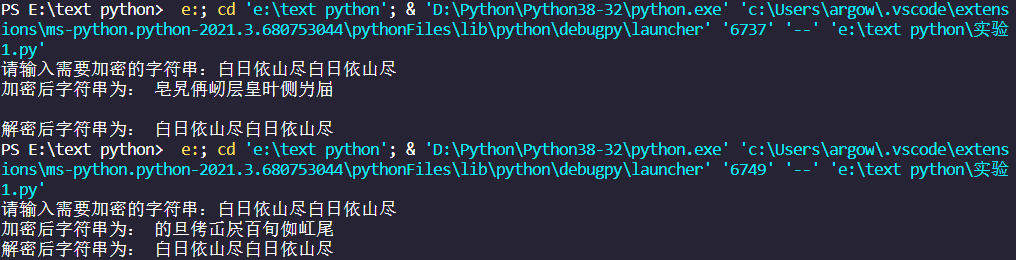 PS E:\text python>  e:; cd 'e:\text python'; & 'D:\Python\Python38-32\python.exe' 'c:\Users\argow\.vscode\extens
ions\ms-python.python-2021.3.680753044\pythonFiles\lib\python\debugpy\launcher' '6737' '--' 'e:\text python\实验
1.py'
请输入需要加密的字符串：白日依山尽白日依山尽
加密后字符串为： 皂旯侢屻层皇旪侧屶屇
解密后字符串为： 白日依山尽白日依山尽
PS E:\text python>  e:; cd 'e:\text python'; & 'D:\Python\Python38-32\python.exe' 'c:\Users\argow\.vscode\extens
ions\ms-python.python-2021.3.680753044\pythonFiles\lib\python\debugpy\launcher' '6749' '--' 'e:\text python\实验
1.py'
请输入需要加密的字符串：白日依山尽白日依山尽
加密后字符串为： 的旦侤屲屄百旬侞屸尾
解密后字符串为： 白日依山尽白日依山尽